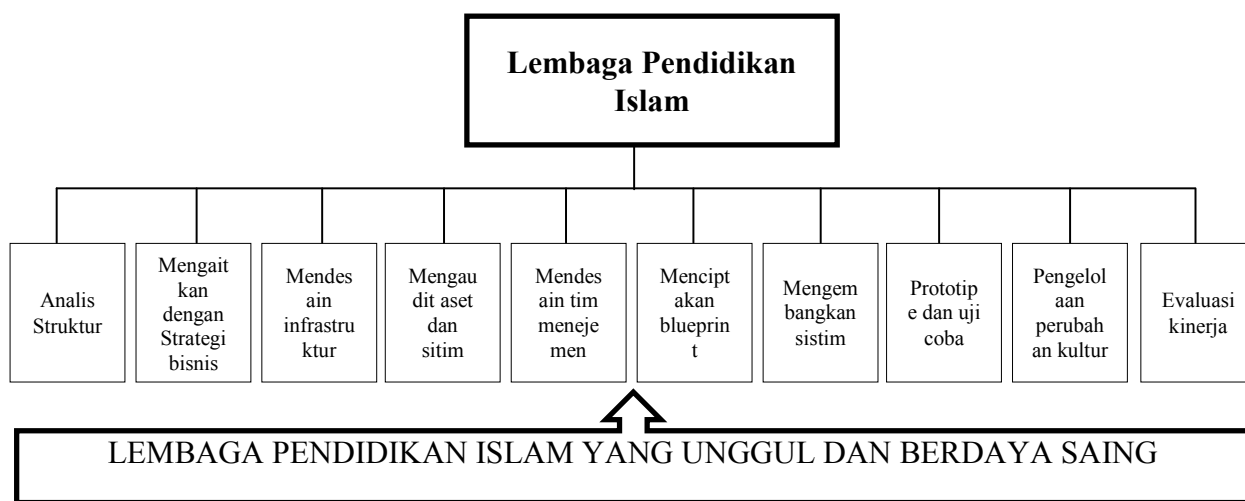 Lembaga Pendidikan
Islam
Analis
Struktur
Mengait
kan
dengan
Strategi
bisnis
Mendes
ain
infrastru
ktur
Mengau
dit aset
dan
sitim
Mendes
ain tim
meneje
men
Mencipt
akan
blueprin
t
Mengem
bangkan
sistim
Prototip
e dan uji
coba
Pengelol
aan
perubah
an kultur
Evaluasi
kinerja
LEMBAGA PENDIDIKAN ISLAM YANG UNGGUL DAN BERDAYA SAING